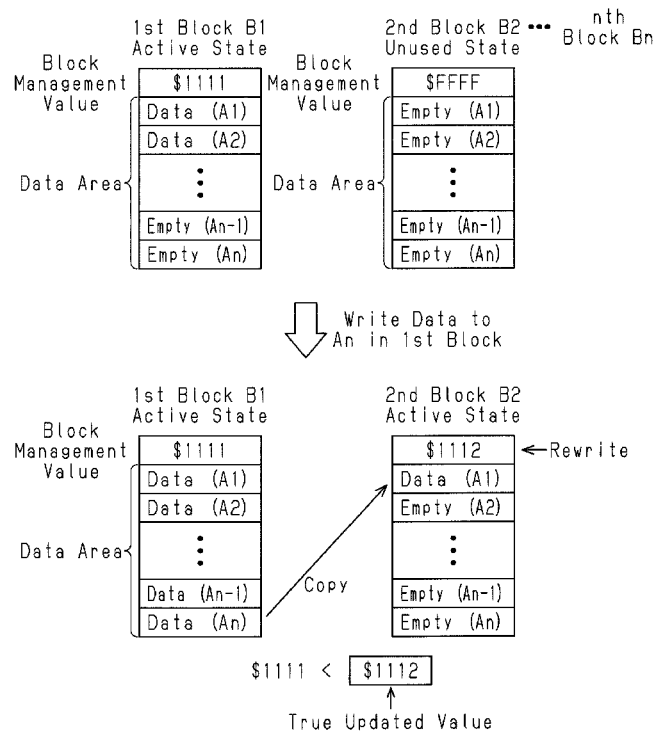 1st Block B1
Active State
2nd Block B2 •••
Unused State
nth
Block Bn
Block
Management
Value
$1111
Block
Management
Value
$FFFF
Data Area
Data (A1)
Data (A2)
Empty (An-1)
Empty (An)
Data Area
Empty (A1)
Empty (A2)
Empty (An-1)
Empty (An)
Write Data to
An in 1st Block
1st Block B1
Active State
2nd Block B2
Active State
Block
Management
Value
$1111
$1112
Rewrite
Data Area
Data (A1)
Data (A2)
Data (An-1)
Data (An)
Copy
Data (A1)
Empty (A2)
Empty (An-1)
Empty (An)
$1111 < $1112
True Updated Value